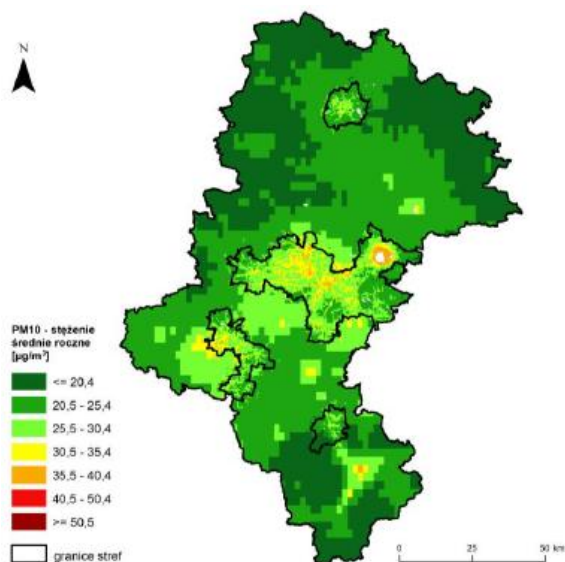 N
PM10 - stężenie
średnie roczne
[µg/m³]
<= 20,4
20,5 - 25,4
25,5 - 30,4
30,5 - 35,4
35,5 - 40,4
40,5 - 50,4
>= 50,5
granice stref
0 25 50 km